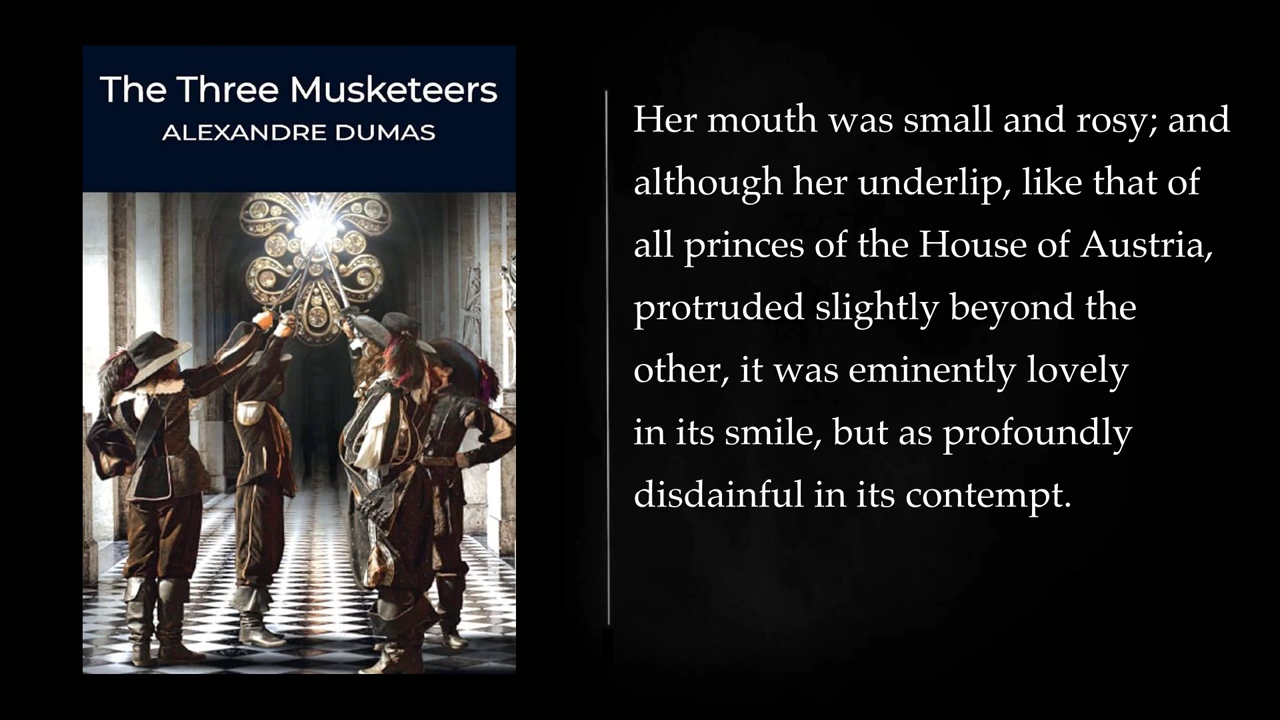 The Three Musketeers
ALEXANDRE DUMAS
Her mouth was small and rosy; and
although her underlip, like that of
all princes of the House of Austria,
protruded slightly beyond the
other, it was eminently lovely
in its smile, but as profoundly
disdainful in its contempt.